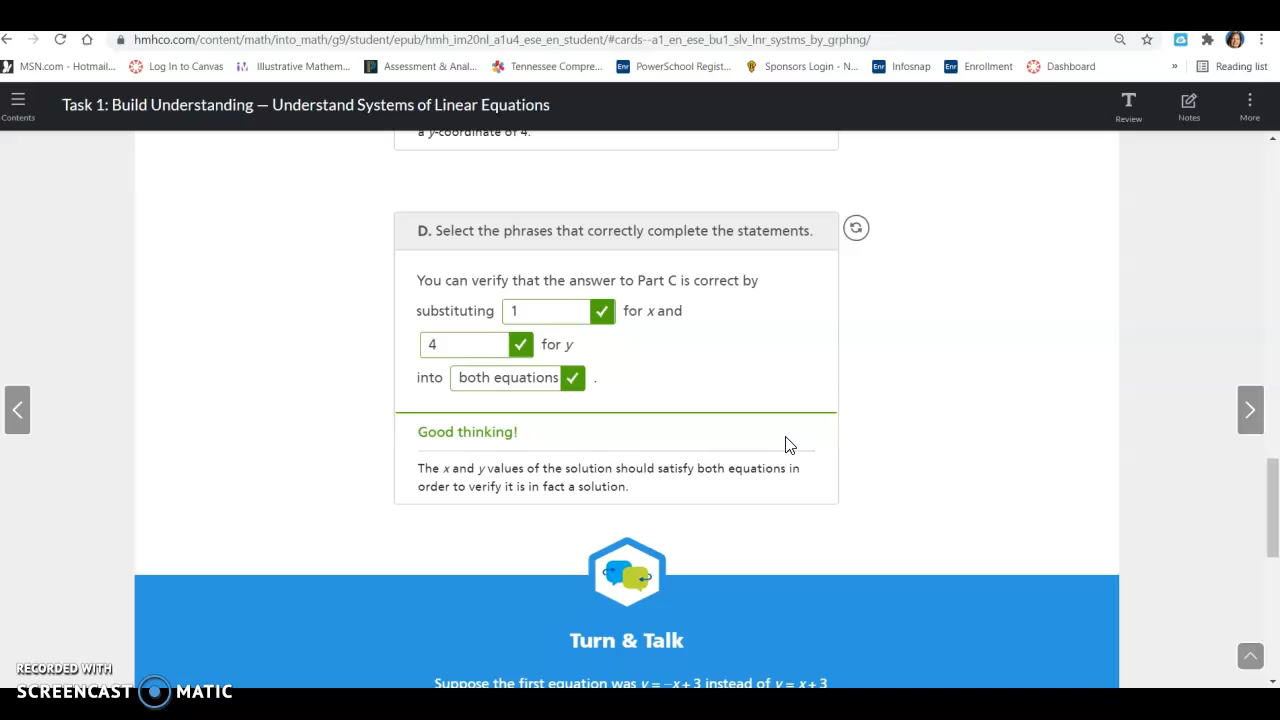 hmhco.com/content/math/into_math/g9/student/epub/hmh_im20nl_a1u4_ese_en_student/#cards--a1_en_ese_bu1_slv_lnr_systms_by_grphng/
MSN.com - Hotmail... Log In to Canvas Illustrative Mathem... Assessment & Anal... Tennessee Compre... Enr PowerSchool Regist... Sponsors Login - N... Enr Infosnap Enr Enrollment Dashboard » Reading list
Contents Task 1: Build Understanding — Understand Systems of Linear Equations Review Notes More
a y-coordinate of 4.
D. Select the phrases that correctly complete the statements.
You can verify that the answer to Part C is correct by
substituting 1 for x and
4 for y
into both equations .
Good thinking!
The x and y values of the solution should satisfy both equations in
order to verify it is in fact a solution.
Turn & Talk
Suppose the first equation was y = −x + 3 instead of y = x + 3
RECORDED WITH
SCREENCAST MATIC